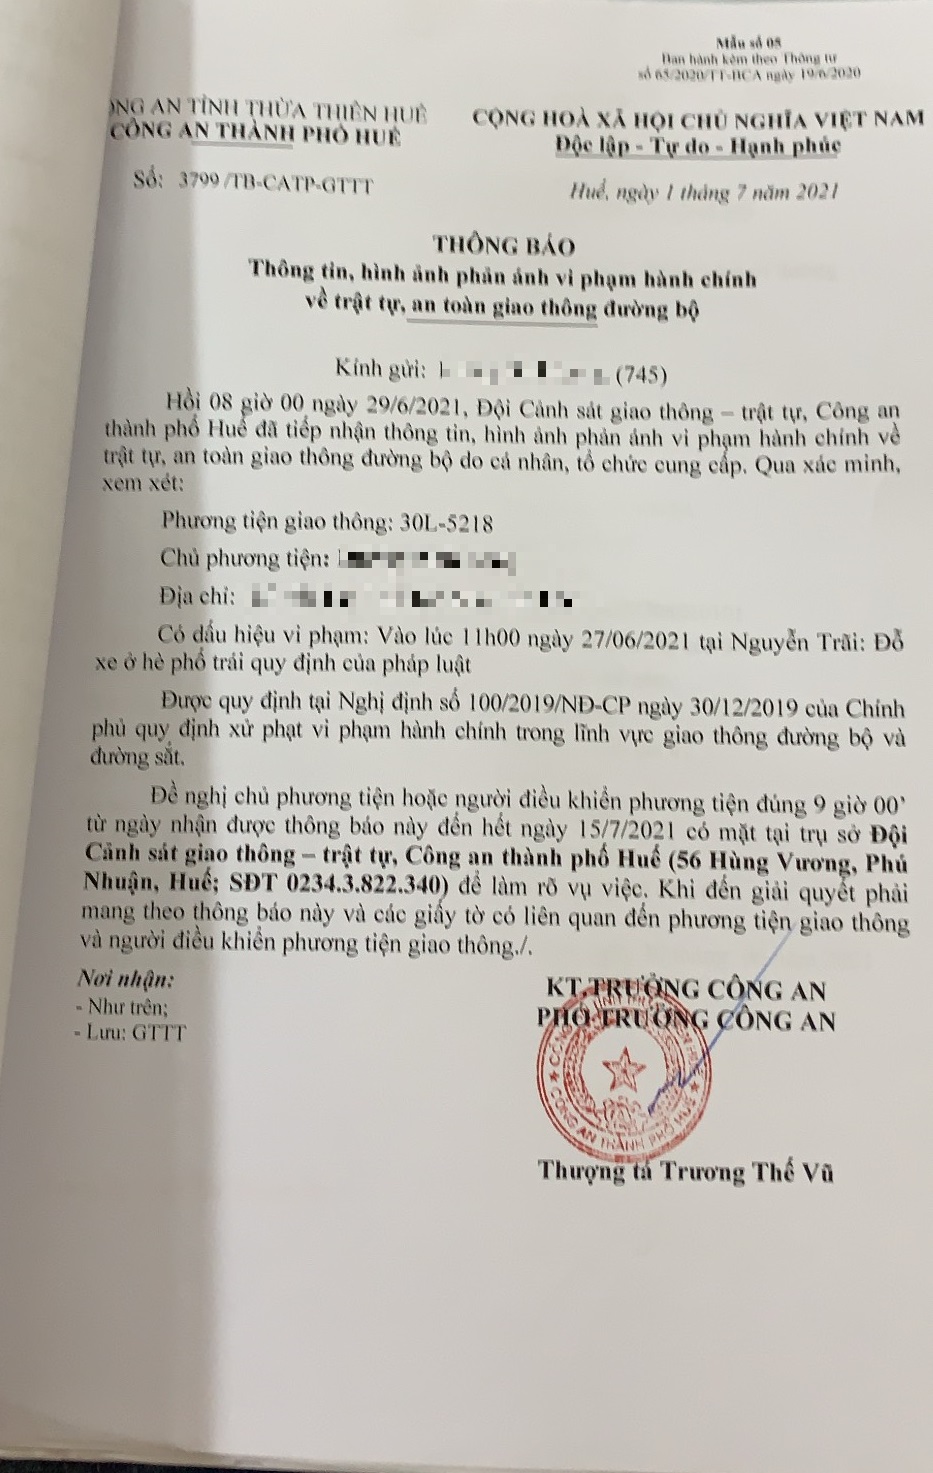 Mẫu số 05
Ban hành kèm theo Thông tư
số 65/2020/TT-BCA ngày 19/6/2020
ÔNG AN TỈNH THỪA THIÊN HUẾ
CÔNG AN THÀNH PHỐ HUẾ
CỘNG HOÀ XÃ HỘI CHỦ NGHĨA VIỆT NAM
Độc lập - Tự do - Hạnh phúc
Số: 3799 /TB-CATP-GTTT
Huế, ngày 1 tháng 7 năm 2021
THÔNG BÁO
Thông tin, hình ảnh phản ánh vi phạm hành chính
về trật tự, an toàn giao thông đường bộ
Kính gửi: (745)
Hồi 08 giờ 00 ngày 29/6/2021, Đội Cảnh sát giao thông – trật tự, Công an
thành phố Huế đã tiếp nhận thông tin, hình ảnh phản ánh vi phạm hành chính về
trật tự, an toàn giao thông đường bộ do cá nhân, tổ chức cung cấp. Qua xác minh,
xem xét:
Phương tiện giao thông: 30L-5218
Chủ phương tiện:
Địa chỉ:
Có dấu hiệu vi phạm: Vào lúc 11h00 ngày 27/06/2021 tại Nguyễn Trãi: Đỗ
xe ở hè phố trái quy định của pháp luật
Được quy định tại Nghị định số 100/2019/NĐ-CP ngày 30/12/2019 của Chính
phủ quy định xử phạt vi phạm hành chính trong lĩnh vực giao thông đường bộ và
đường sắt.
Đề nghị chủ phương tiện hoặc người điều khiển phương tiện đúng 9 giờ 00’
từ ngày nhận được thông báo này đến hết ngày 15/7/2021 có mặt tại trụ sở Đội
Cảnh sát giao thông – trật tự, Công an thành phố Huế (56 Hùng Vương, Phú
Nhuận, Huế; SĐT 0234.3.822.340) để làm rõ vụ việc. Khi đến giải quyết phải
mang theo thông báo này và các giấy tờ có liên quan đến phương tiện giao thông
và người điều khiển phương tiện giao thông./.
Nơi nhận:
- Như trên;
- Lưu: GTTT
KT.TRƯỞNG CÔNG AN
PHÓ TRƯỞNG CÔNG AN
CÔNG AN THÀNH PHỐ HUẾ
Thượng tá Trương Thế Vũ